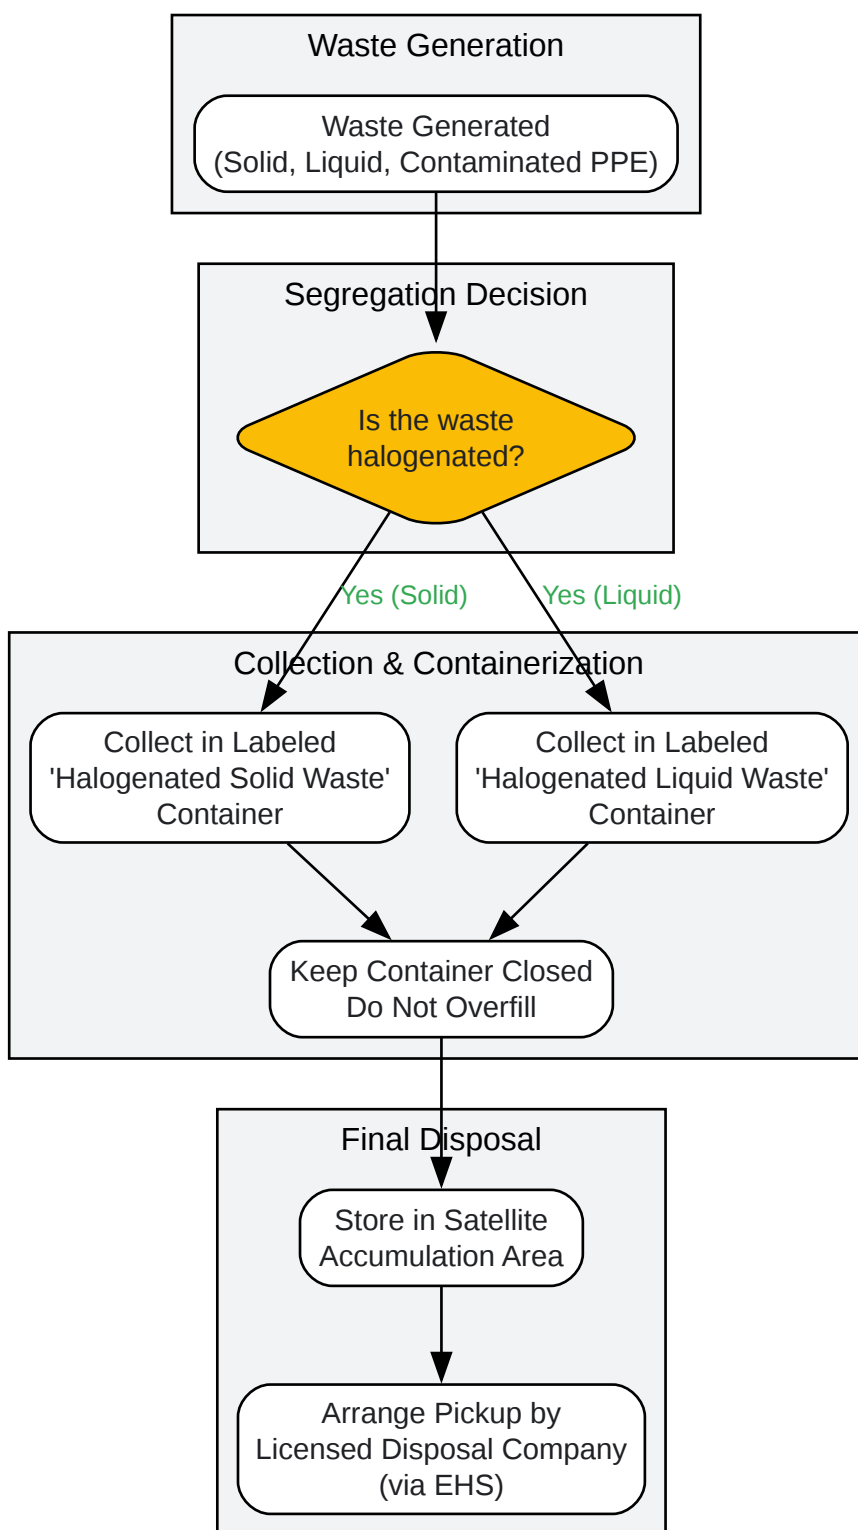 Waste Generation
Waste Generated
(Solid, Liquid, Contaminated PPE)
Segregation Decision
Is the waste
halogenated?
Yes (Solid)
Yes (Liquid)
Collection & Containerization
Collect in Labeled
'Halogenated Solid Waste'
Container
Collect in Labeled
'Halogenated Liquid Waste'
Container
Keep Container Closed
Do Not Overfill
Final Disposal
Store in Satellite
Accumulation Area
Arrange Pickup by
Licensed Disposal Company
(via EHS)